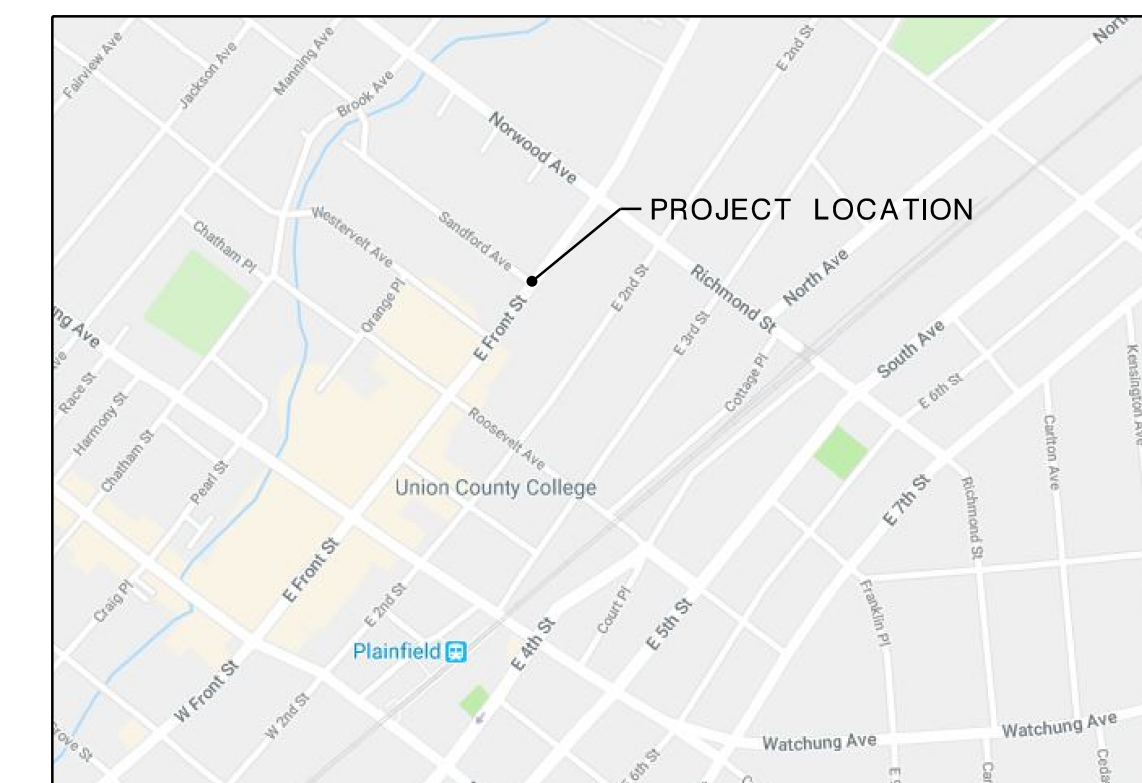 Fairview Ave
Jackson Ave
Manning Ave
E 2nd St
Brook Ave
Norwood Ave
PROJECT LOCATION
Westervelt Ave
Sandford Ave
Chatham Pl
Orange Pl
E Front St
E 2nd St
Richmond St
North Ave
E 3rd St
South Ave
Race St
Harmony St
Chatham St
Pearl St
Cottage Pl
E 6th St
Kensington Ave
Roosevelt Ave
Carlton Ave
Union County College
E 7th St
Richmond St
E Front St
Craig Pl
E 2nd St
Court Pl
E 5th St
Franklin Pl
Plainfield
E 4th St
W Front St
W 2nd St
Watchung Ave
Watchung Ave
6th St